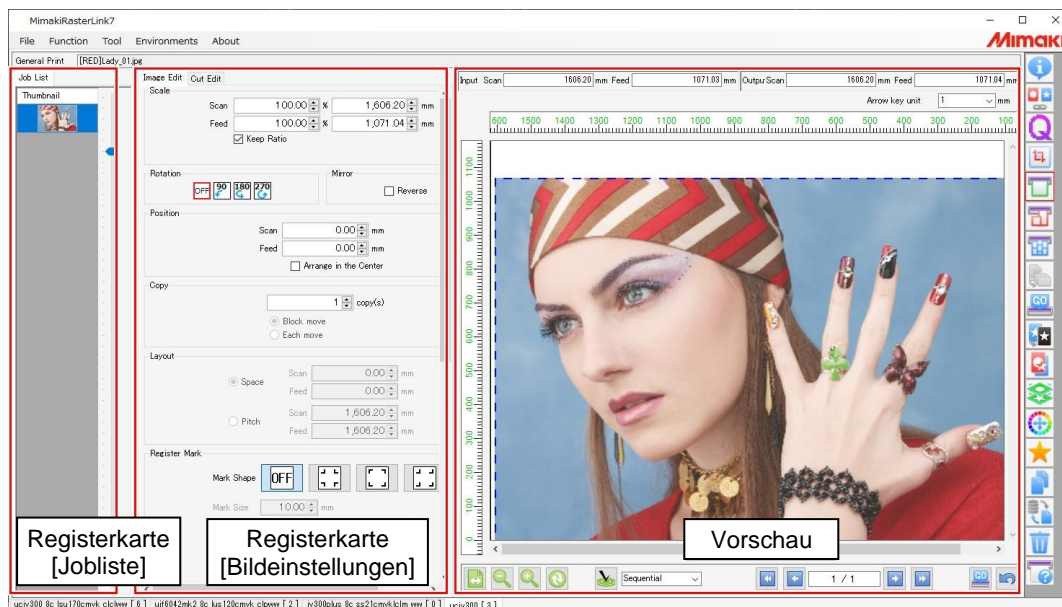 MimakiRasterLink7
File Function Tool Environments About
Mimaki
General Print [RED]Lady_01.jpg
Job List
Thumbnail
Image Edit Cut Edit
Scale
Scan 100.00 % 1,606.20 mm
Feed 100.00 % 1,071.04 mm
Keep Ratio
Rotation
OFF 90 180 270
Mirror
Reverse
Position
Scan 0.00 mm
Feed 0.00 mm
Arrange in the Center
Copy
1 copy(s)
Block move
Each move
Layout
Space
Scan 0.00 mm
Feed 0.00 mm
Pitch
Scan 1,606.20 mm
Feed 1,606.20 mm
Register Mark
Mark Shape OFF
Mark Size 10.00 mm
Input Scan 1606.20 mm Feed 1071.03 mm Output Scan 1606.20 mm Feed 1071.04 mm
Arrow key unit 1 mm
600 1500 1400 1300 1200 1100 1000 900 800 700 600 500 400 300 200 100
1100
1000
900
800
700
600
500
400
300
200
100
0
Q
GO
Registerkarte
[Jobliste]
Registerkarte
[Bildeinstellungen]
Vorschau
Sequential
1 / 1
GO